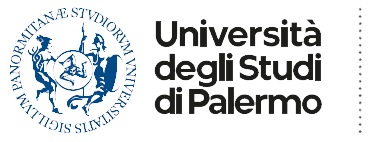 SIGILLVM PANORMITANÆ STVDIORVM VNIVERSITATIS
Università
degli Studi
di Palermo